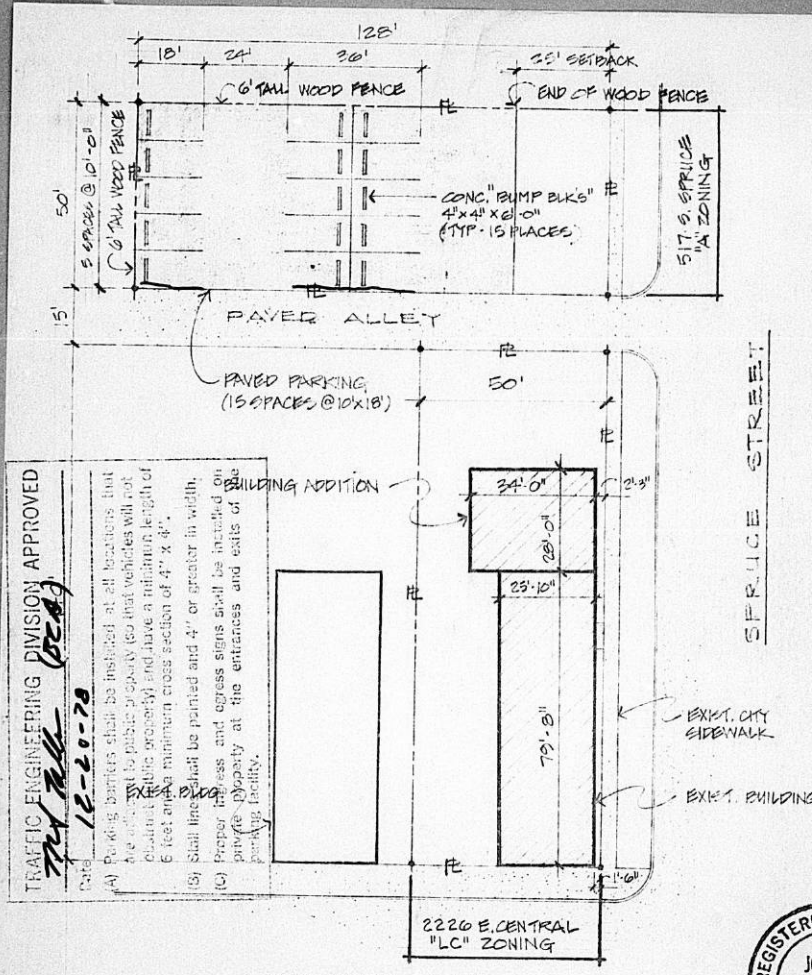 128'
18'
24'
36'
25' SETBACK
6' TALL WOOD FENCE
END OF WOOD FENCE
50'
5 SPACES @ 10'-0"
6' TALL WOOD FENCE
CONC. "BUMP BLK'S"
4" x 4" x 6'-0"
(TYP - 15 PLACES)
517 S. SPRUCE
"A" ZONING
15'
PAVED ALLEY
PAVED PARKING
(15 SPACES @ 10'x18')
50'
SPRUCE STREET
BUILDING ADDITION
34'-0"
2'-3"
28'-0"
25'-10"
79'-8"
EXIST. CITY
SIDEWALK
EXIST. BLDG
EXIST. BUILDING
1'-6"
2226 E. CENTRAL
"LC" ZONING
TRAFFIC ENGINEERING DIVISION APPROVED
Date 12-20-78
(A) Parking barriers shall be installed at all locations that
are adjacent to public property (so that vehicles will not
obstruct public property) and have a minimum length of
6 feet and a minimum cross section of 4" x 4".
(B) Stall lines shall be painted and 4" or greater in width.
(C) Proper ingress and egress signs shall be installed on
private property at the entrances and exits of the
parking facility.
REGISTER